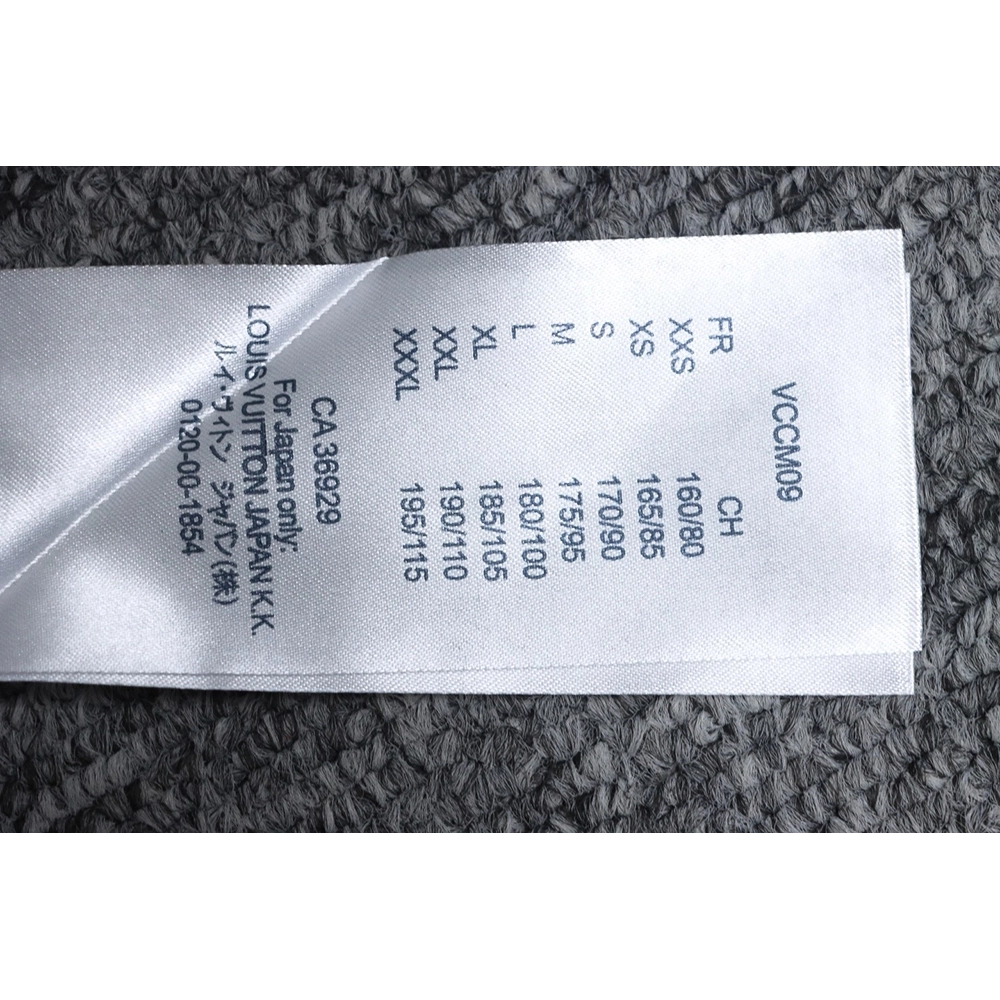 VCCM09
FR CH
XXS 160/80
XS 165/85
S 170/90
M 175/95
L 180/100
XL 185/105
XXL 190/110
XXXL 195/115
CA 36929
For Japan only:
LOUIS VUITTON JAPAN K.K.
ルイ・ヴィトン ジャパン(株)
0120-00-1854